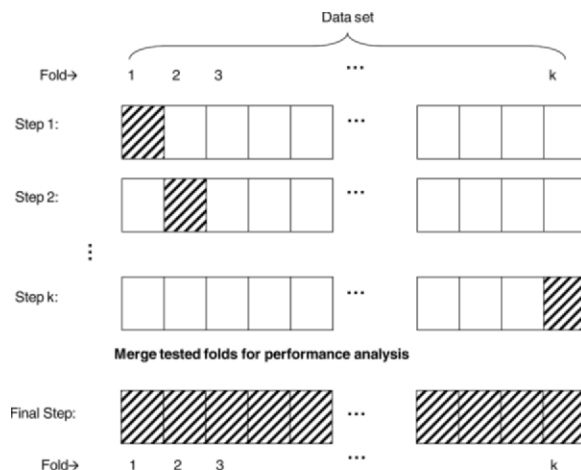 Data set
Fold→ 1 2 3 ... k
Step 1: ...
Step 2: ...
⋮
Step k: ...
Merge tested folds for performance analysis
Final Step: ...
Fold→ 1 2 3 ... k